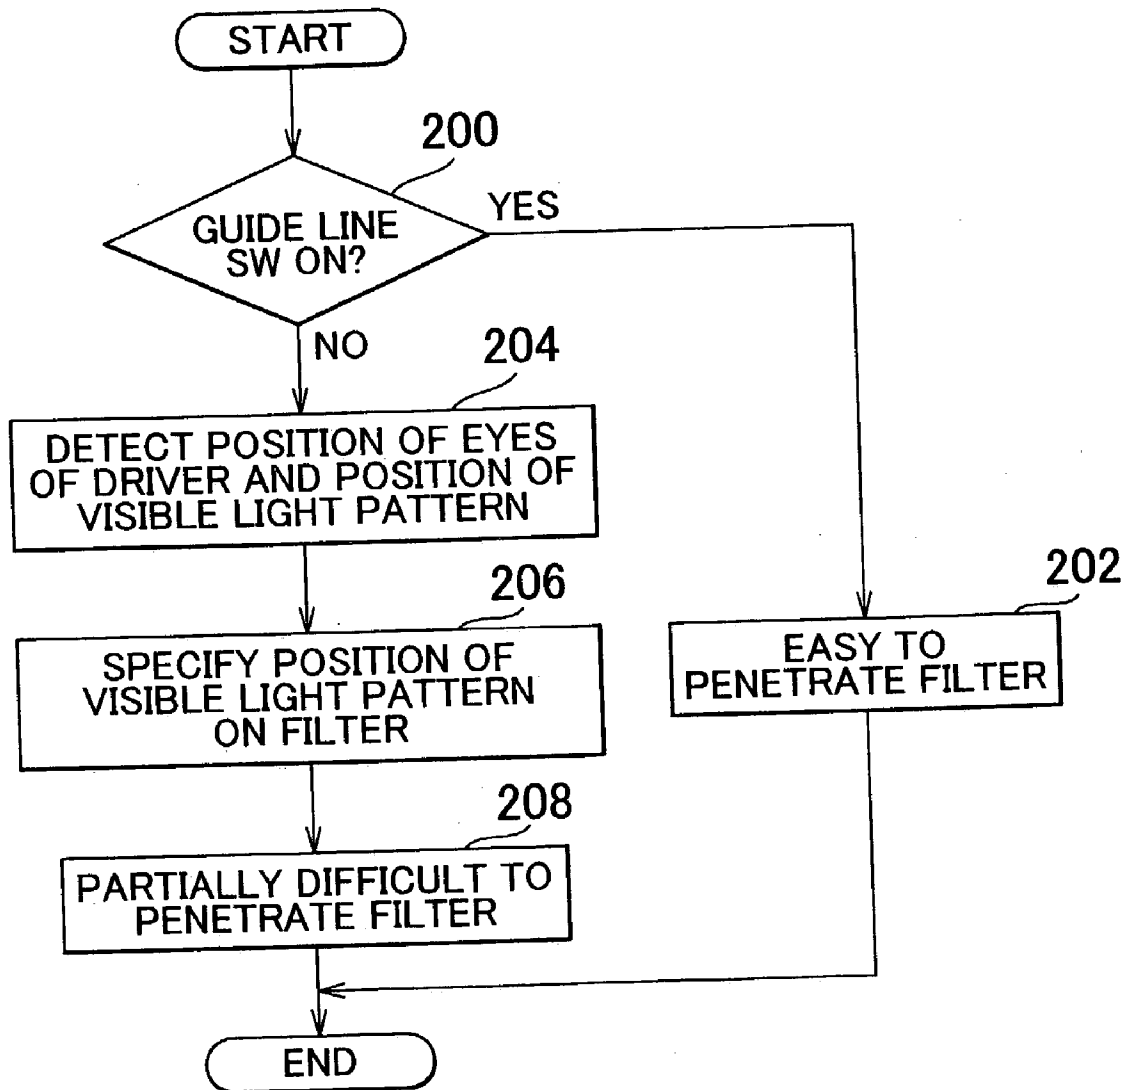 START
200
GUIDE LINE
SW ON?
YES
NO
204
DETECT POSITION OF EYES
OF DRIVER AND POSITION OF
VISIBLE LIGHT PATTERN
206
SPECIFY POSITION OF
VISIBLE LIGHT PATTERN
ON FILTER
202
EASY TO
PENETRATE FILTER
208
PARTIALLY DIFFICULT TO
PENETRATE FILTER
END